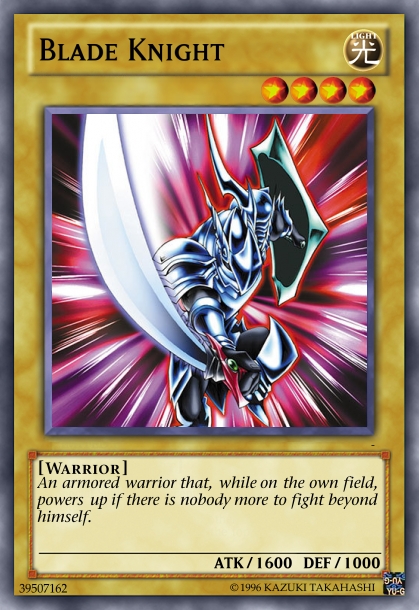 BLADE KNIGHT
LIGHT
光
[WARRIOR]
An armored warrior that, while on the own field,
powers up if there is nobody more to fight beyond
himself.
ATK / 1600 DEF / 1000
39507162
©1996 KAZUKI TAKAHASHI